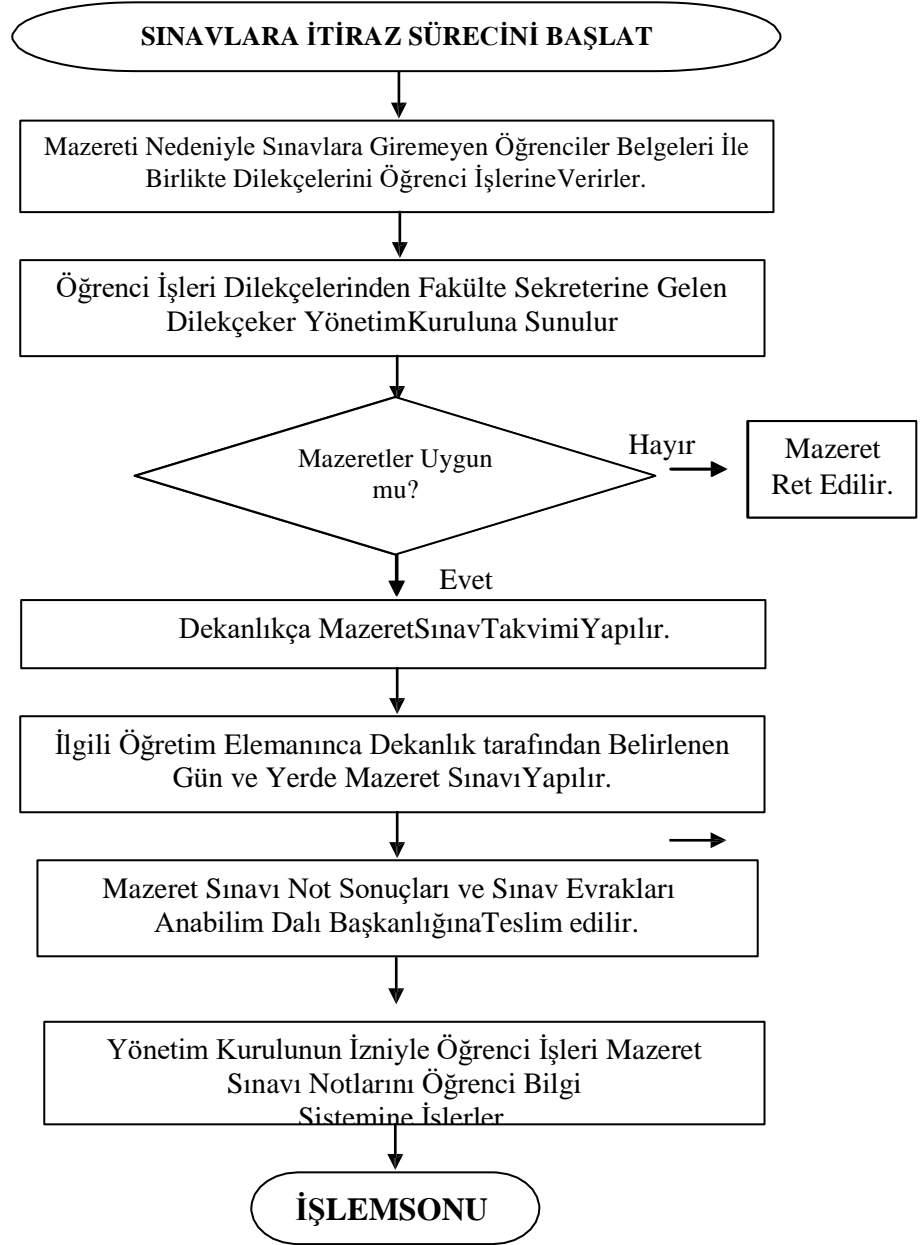 SINAVLARA İTİRAZ SÜRECİNİ BAŞLAT
Mazereti Nedeniyle Sınavlara Giremeyen Öğrenciler Belgeleri İle
Birlikte Dilekçelerini Öğrenci İşlerineVerirler.
Öğrenci İşleri Dilekçelerinden Fakülte Sekreterine Gelen
Dilekçeker YönetimKuruluna Sunulur
Mazeretler Uygun
mu?
Hayır
Mazeret
Ret Edilir.
Evet
Dekanlıkça MazeretSınavTakvimiYapılır.
İlgili Öğretim Elemanınca Dekanlık tarafından Belirlenen
Gün ve Yerde Mazeret SınavıYapılır.
Mazeret Sınavı Not Sonuçları ve Sınav Evrakları
Anabilim Dalı BaşkanlığınaTeslim edilir.
Yönetim Kurulunun İzniyle Öğrenci İşleri Mazeret
Sınavı Notlarını Öğrenci Bilgi
Sistemine İşlerler
İŞLEMSONU